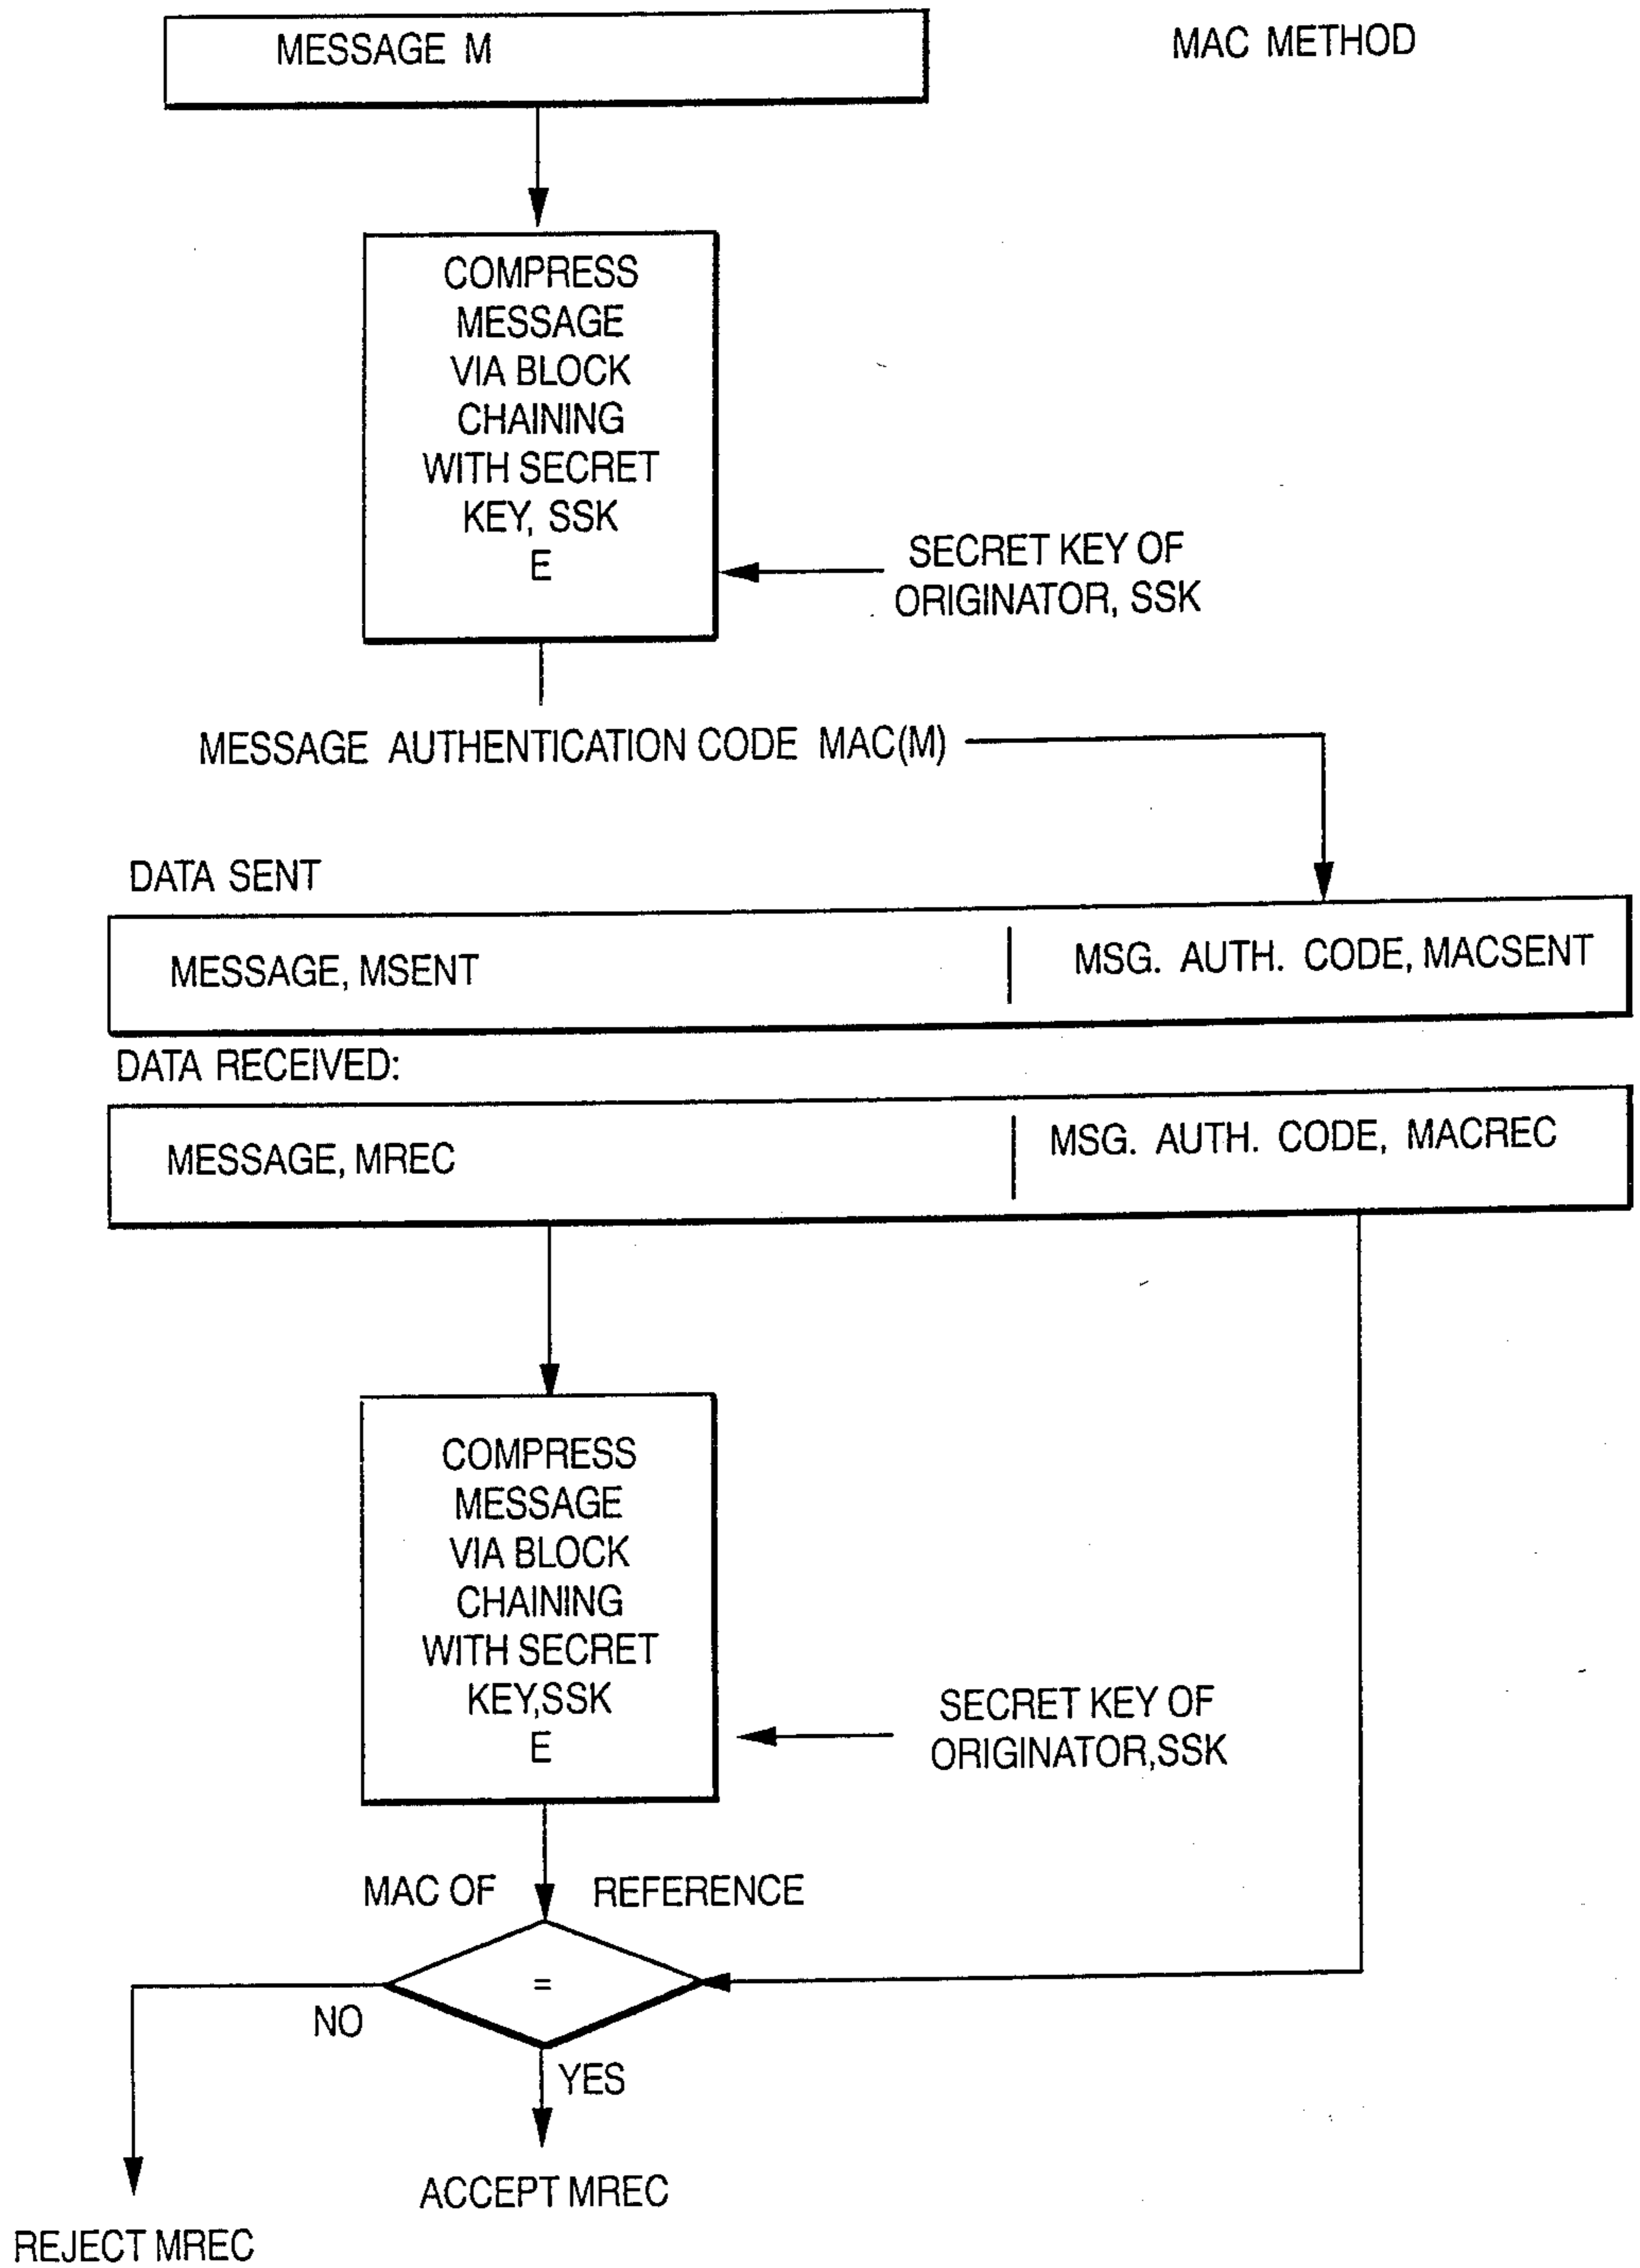 MESSAGE M
MAC METHOD
COMPRESS
MESSAGE
VIA BLOCK
CHAINING
WITH SECRET
KEY, SSK
E
SECRET KEY OF
ORIGINATOR, SSK
MESSAGE AUTHENTICATION CODE MAC(M)
DATA SENT
MESSAGE, MSENT
MSG. AUTH. CODE, MACSENT
DATA RECEIVED:
MESSAGE, MREC
MSG. AUTH. CODE, MACREC
COMPRESS
MESSAGE
VIA BLOCK
CHAINING
WITH SECRET
KEY,SSK
E
SECRET KEY OF
ORIGINATOR,SSK
MAC OF REFERENCE
=
NO
YES
ACCEPT MREC
REJECT MREC